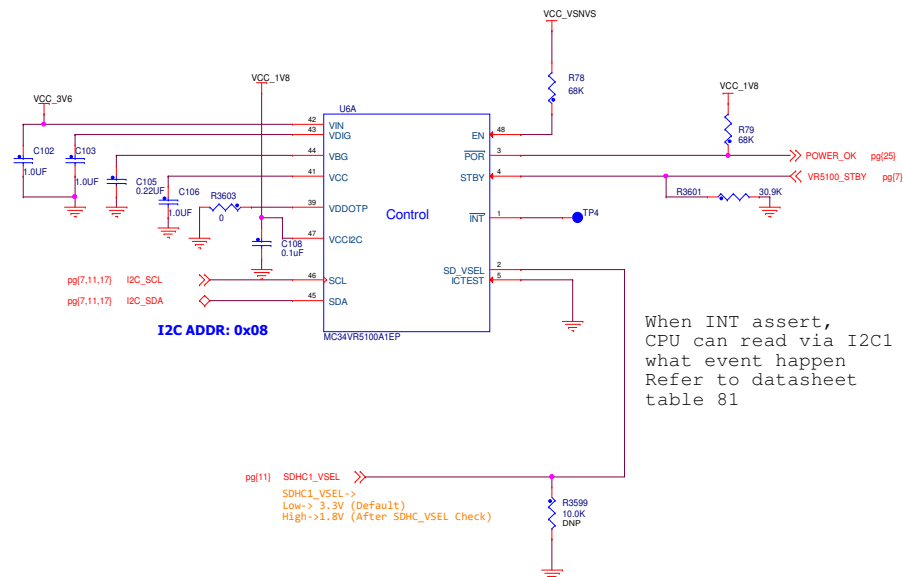 VCC_VSNVS
R78
68K
VCC_1V8
VCC_1V8
VCC_3V6
R79
68K
U6A
C102
1.0UF
C103
1.0UF
C105
0.22UF
C106
1.0UF
R3603
0
C108
0.1uF
42
VIN
43
VDIG
44
VBG
41
VCC
39
VDDOTP
47
VCCI2C
46
SCL
45
SDA
Control
EN
48
POR
3
STBY
4
INT
1
SD_VSEL
2
ICTEST
5
POWER_OK pg{25}
VR5100_STBY pg{7}
R3601
30.9K
TP4
pg{7,11,17} I2C_SCL
pg{7,11,17} I2C_SDA
I2C ADDR: 0x08
MC34VR5100A1EP
When INT assert,
CPU can read via I2C1
what event happen
Refer to datasheet
table 81
pg{11} SDHC1_VSEL
SDHC1_VSEL->
Low-> 3.3V (Default)
High->1.8V (After SDHC_VSEL Check)
R3599
10.0K
DNP